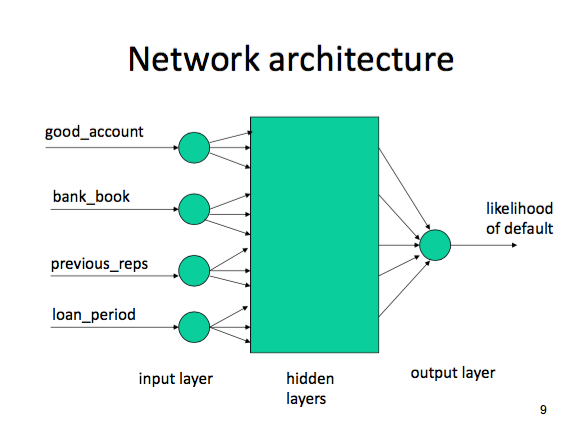 Network architecture
good_account
bank_book
previous_reps
loan_period
likelihood
of default
input layer
hidden
layers
output layer
9